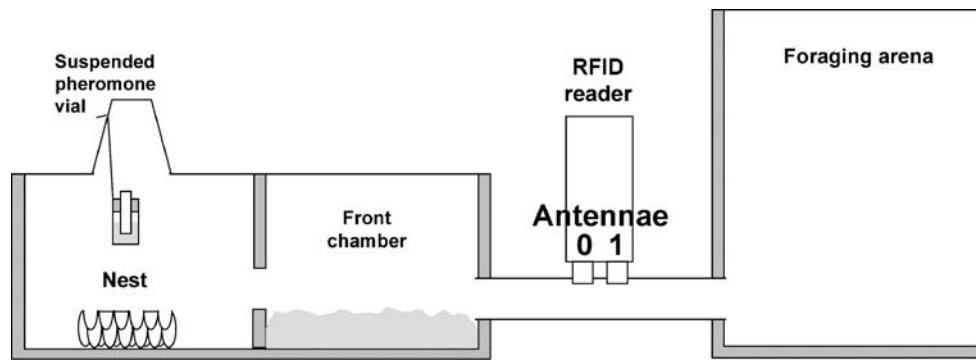 Suspended
pheromone
vial
Nest
Front
chamber
RFID
reader
Antennae
0 1
Foraging arena